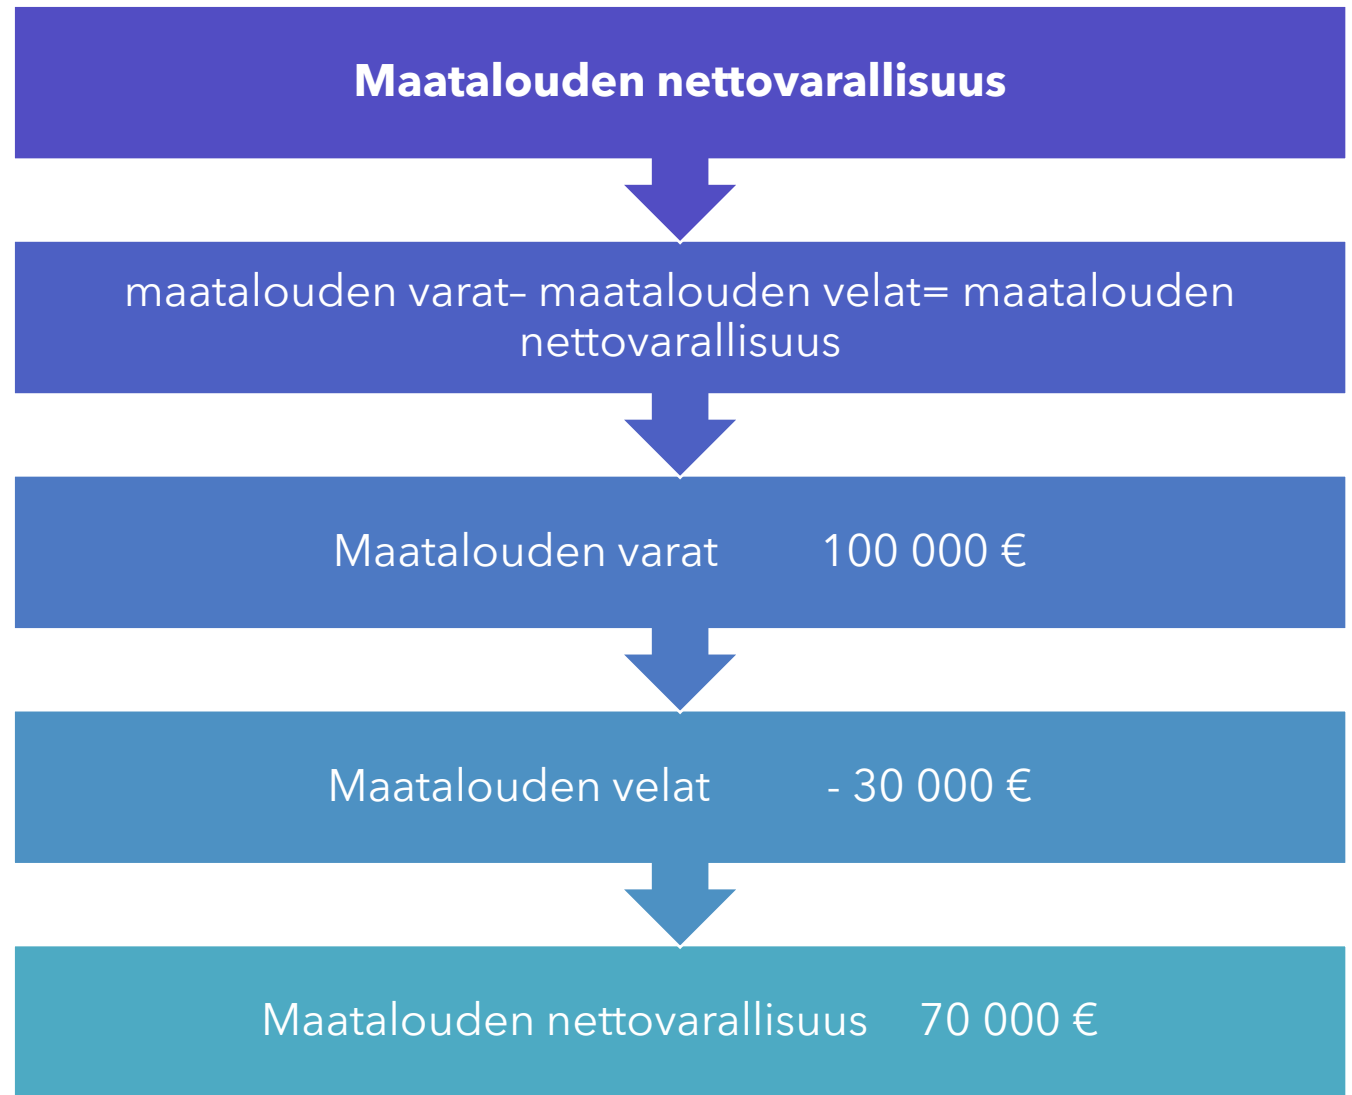 Maatalouden nettovarallisuus
maatalouden varat– maatalouden velat= maatalouden
nettovarallisuus
Maatalouden varat 100 000 €
Maatalouden velat - 30 000 €
Maatalouden nettovarallisuus 70 000 €